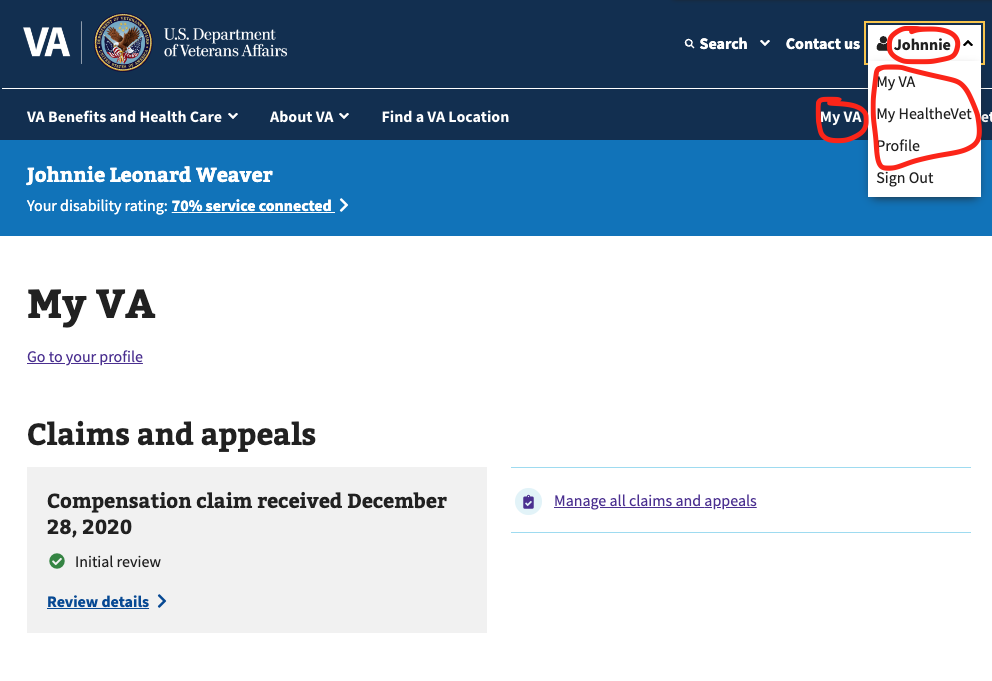 VA
U.S. Department
of Veterans Affairs
Search
Contact us
Johnnie
My VA
My HealtheVet
Profile
Sign Out
VA Benefits and Health Care
About VA
Find a VA Location
My VA
Johnnie Leonard Weaver
Your disability rating: 70% service connected
My VA
Go to your profile
Claims and appeals
Compensation claim received December
28, 2020
Initial review
Review details
Manage all claims and appeals